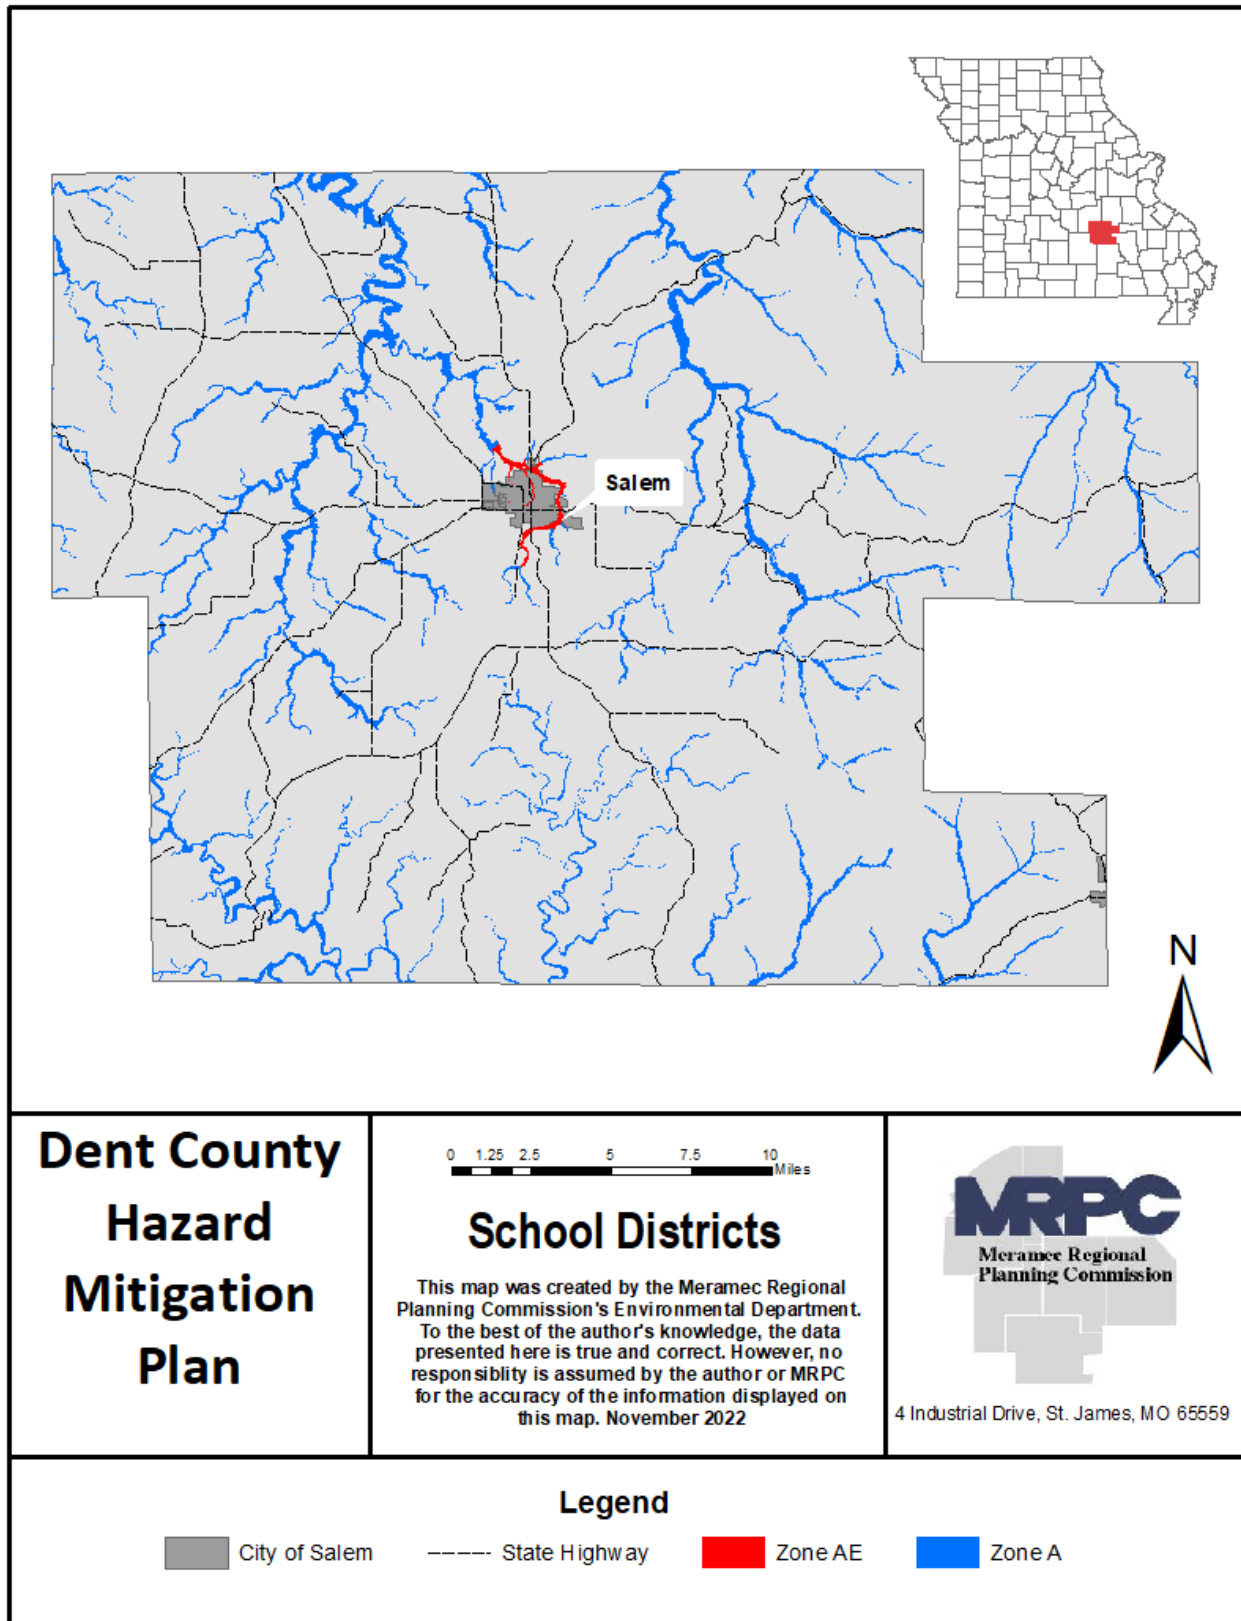 Salem
N
Dent County
Hazard
Mitigation
Plan
0 1.25 2.5 5 7.5 10
Miles
School Districts
This map was created by the Meramec Regional
Planning Commission's Environmental Department.
To the best of the author's knowledge, the data
presented here is true and correct. However, no
responsiblity is assumed by the author or MRPC
for the accuracy of the information displayed on
this map. November 2022
MRPC
Meramec Regional
Planning Commission
4 Industrial Drive, St. James, MO 65559
Legend
City of Salem
State Highway
Zone AE
Zone A